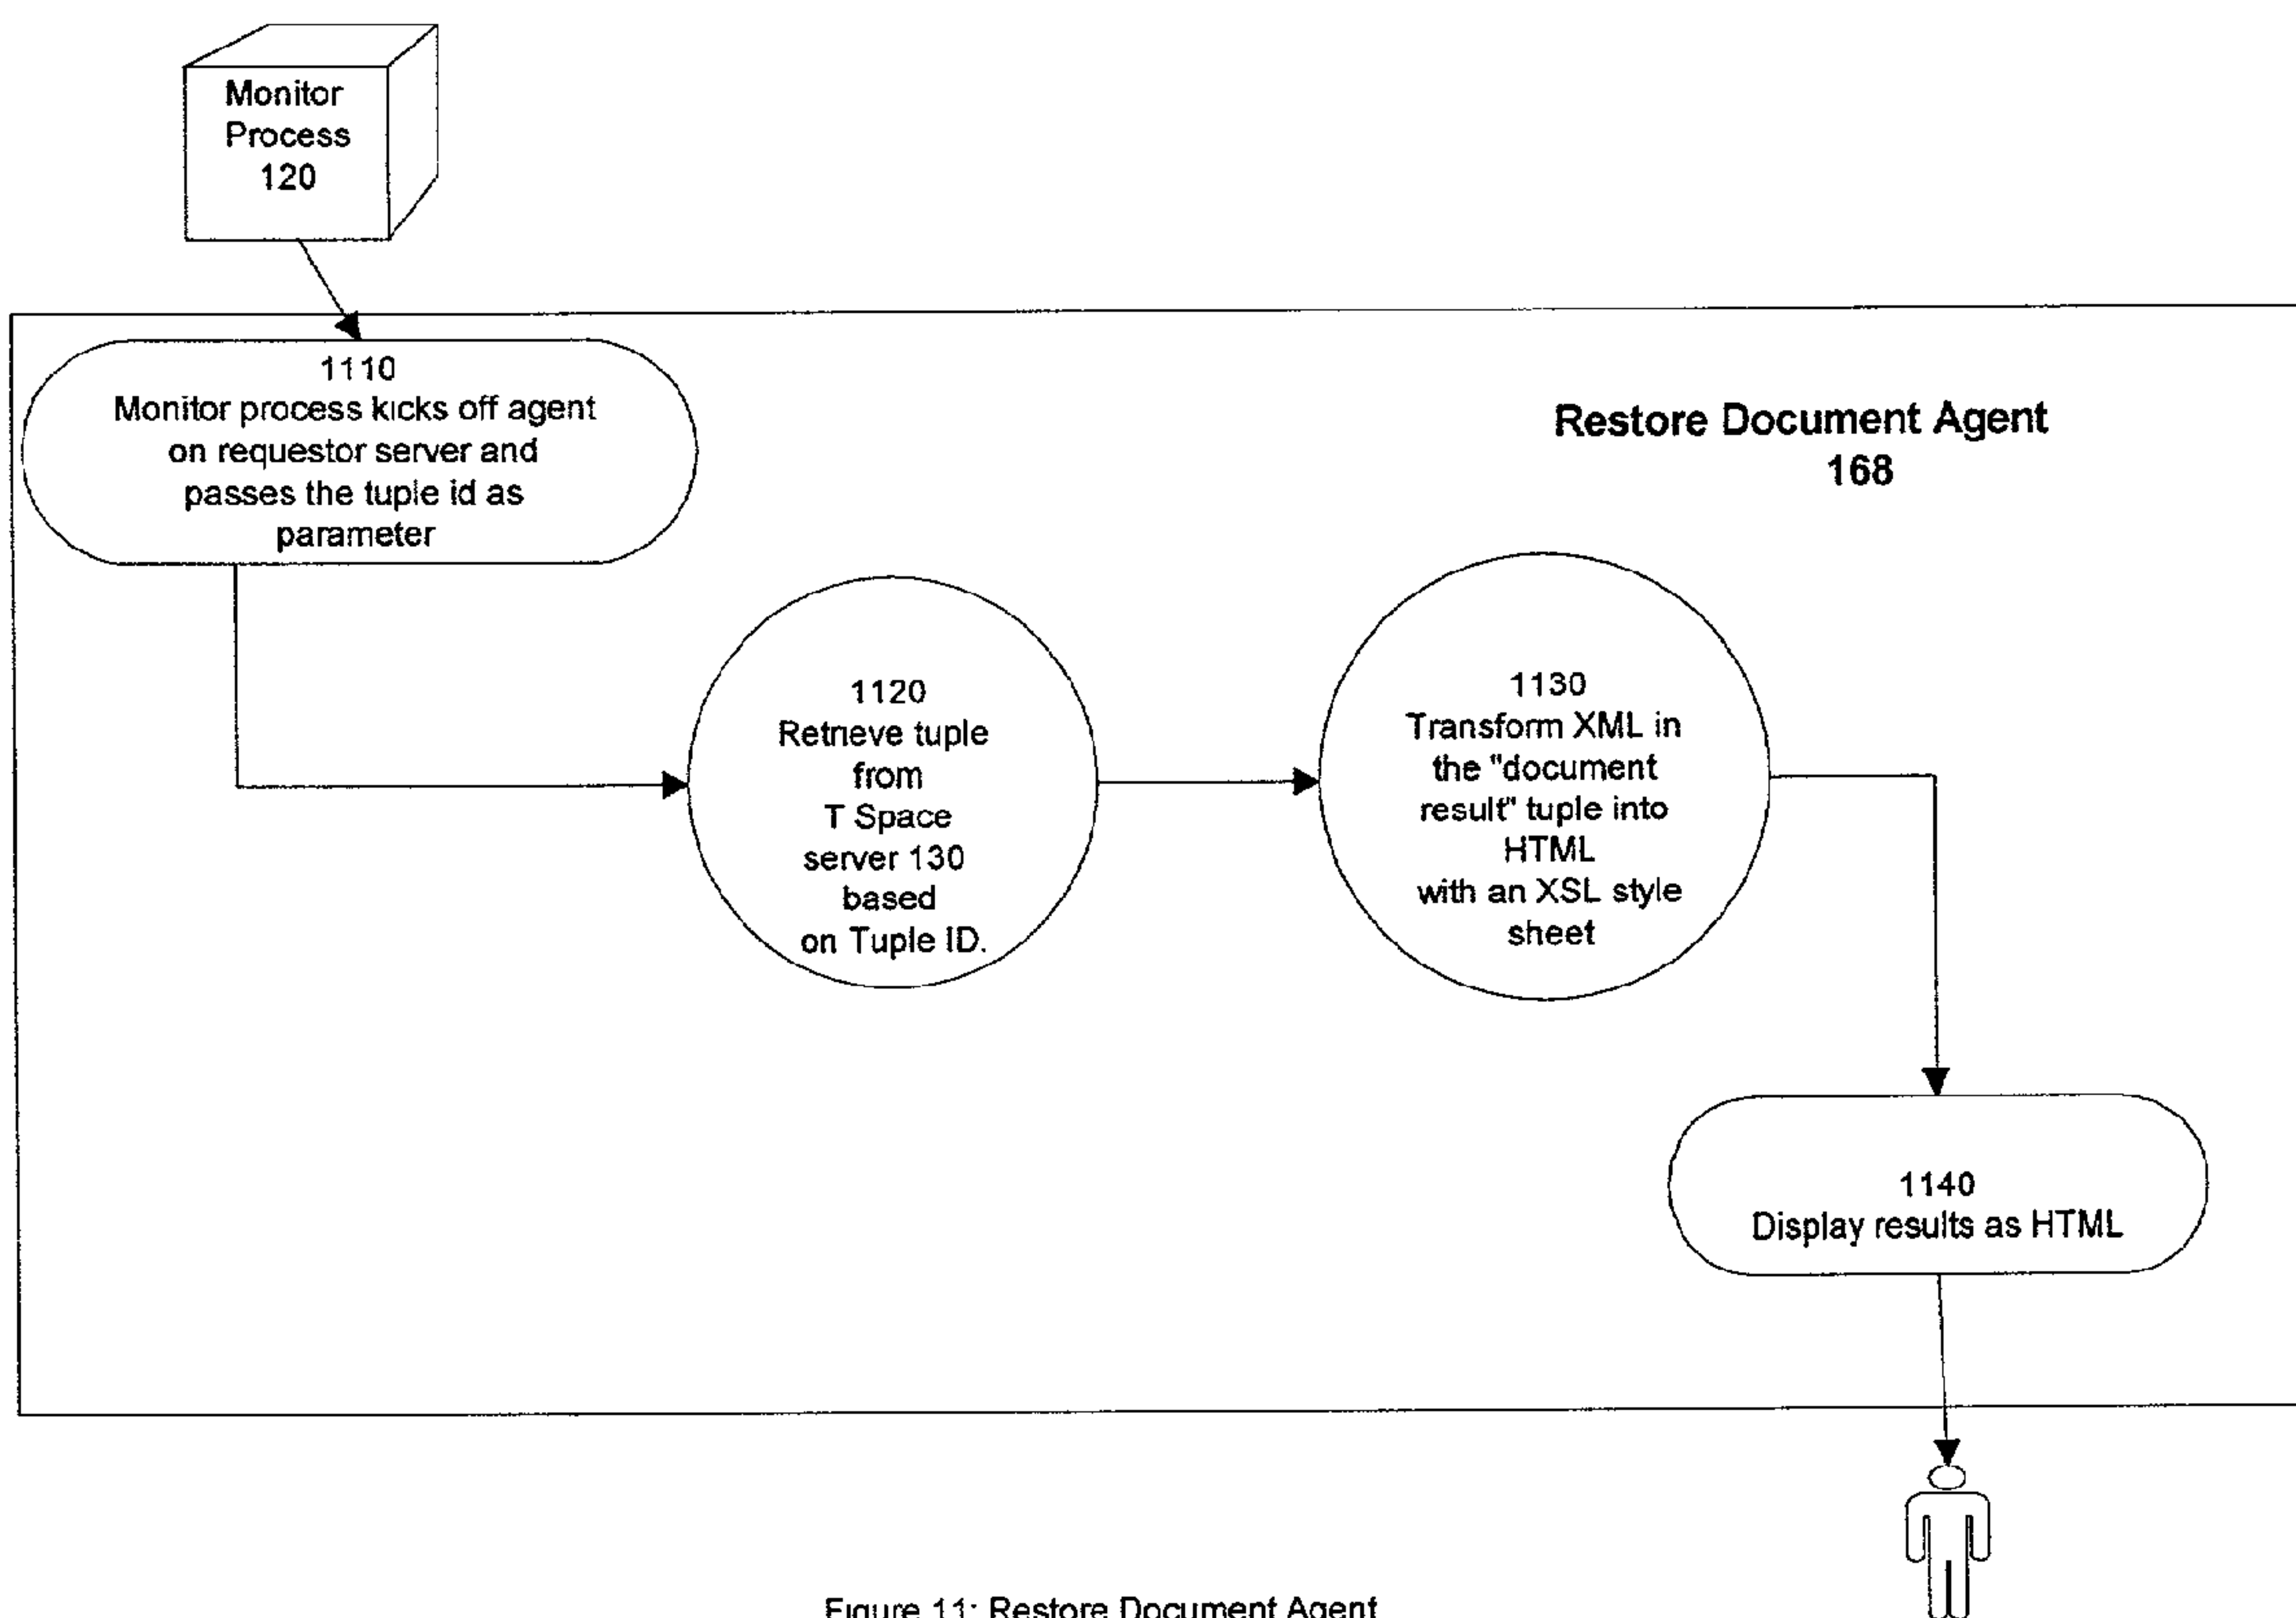 Monitor
Process
120
1110
Monitor process kicks off agent
on requestor server and
passes the tuple id as
parameter
Restore Document Agent
168
1120
Retrieve tuple
from
T Space
server 130
based
on Tuple ID.
1130
Transform XML in
the "document
result" tuple into
HTML
with an XSL style
sheet
1140
Display results as HTML
Figure 11: Restore Document Agent